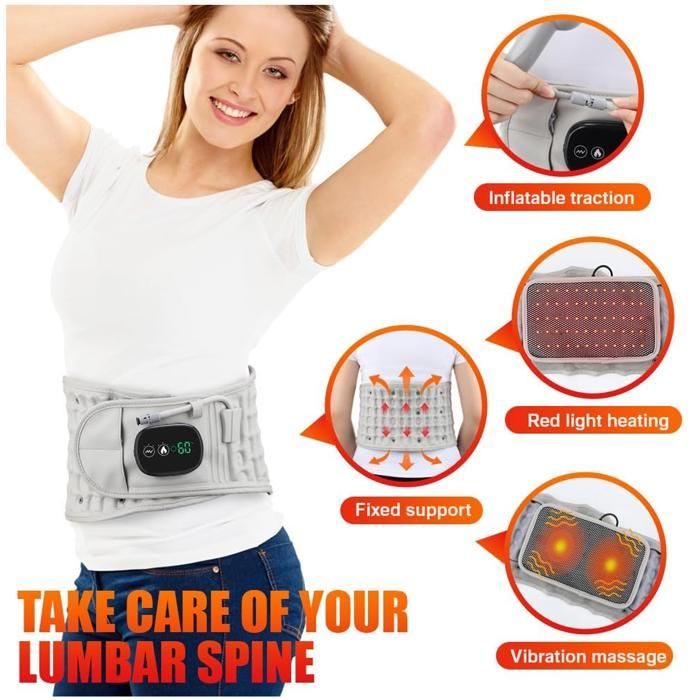 Inflatable traction
Red light heating
Fixed support
Vibration massage
60°
TAKE CARE OF YOUR
LUMBAR SPINE